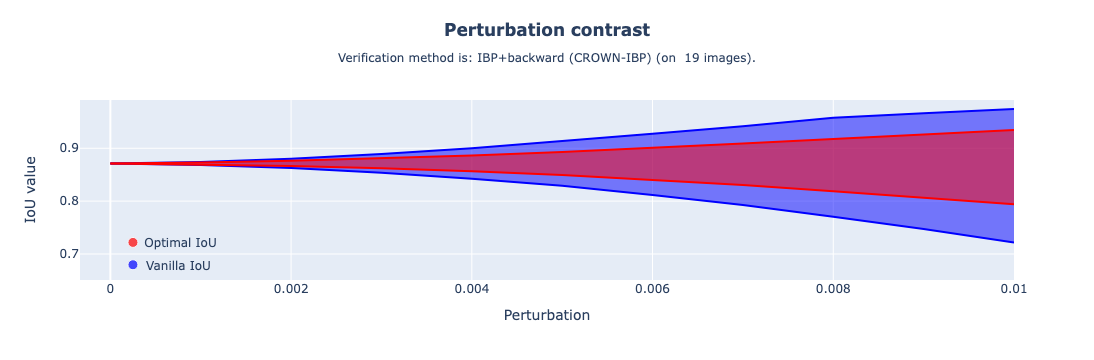 Perturbation contrast
Verification method is: IBP+backward (CROWN-IBP) (on  19 images).
IoU value
0.9
0.8
0.7
Optimal IoU
Vanilla IoU
0 0.002 0.004 0.006 0.008 0.01
Perturbation